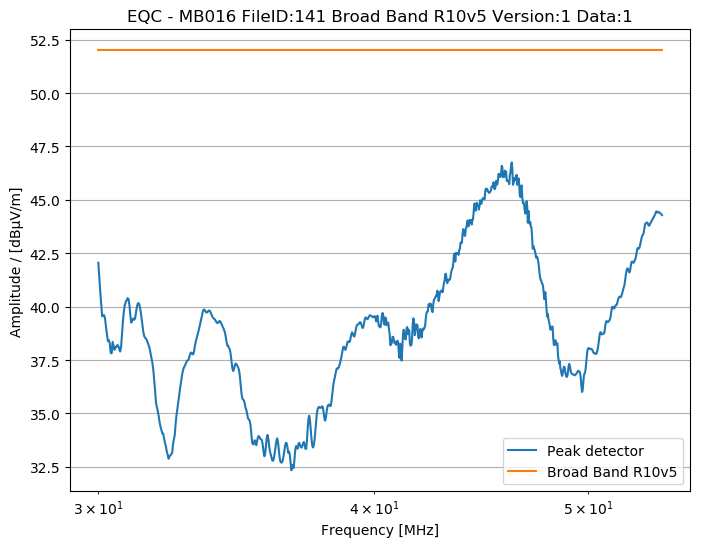 EQC - MB016 FileID:141 Broad Band R10v5 Version:1 Data:1
52.5
50.0
47.5
45.0
42.5
40.0
37.5
35.0
32.5
Amplitude / [dBµV/m]
3 × 10¹
4 × 10¹
5 × 10¹
Frequency [MHz]
Peak detector
Broad Band R10v5